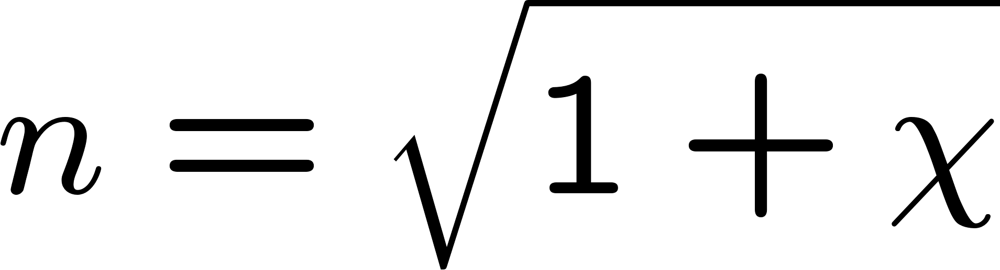 n = √1 + χ